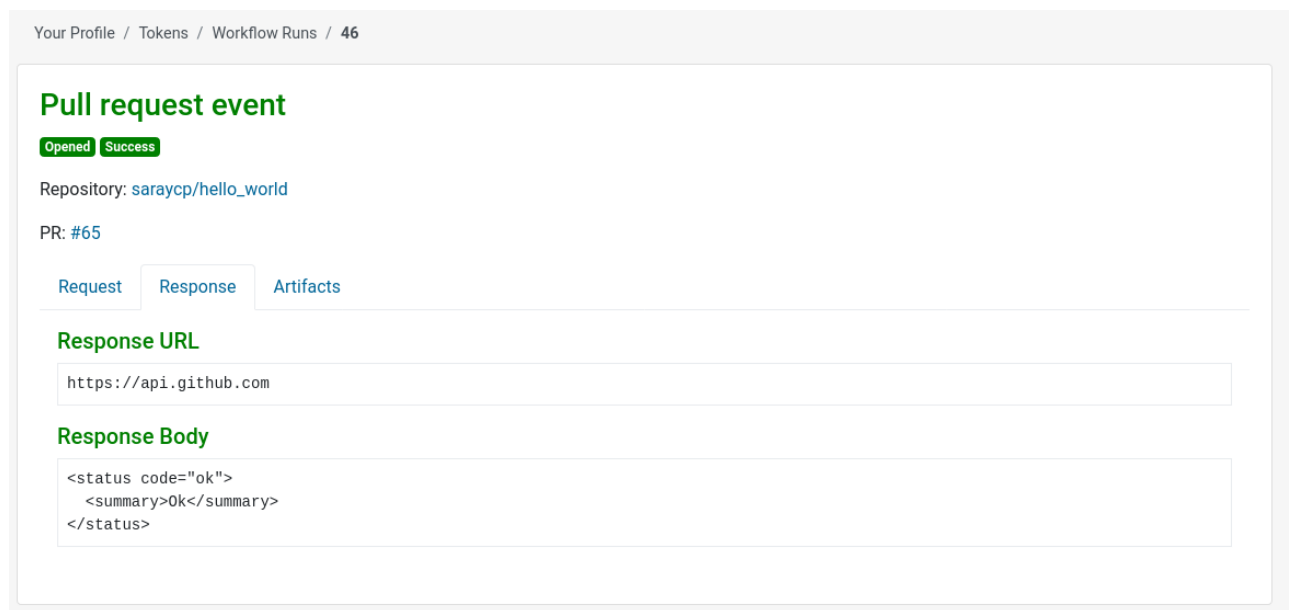 Your Profile / Tokens / Workflow Runs / 46
Pull request event
Opened Success
Repository: saraycp/hello_world
PR: #65
Request Response Artifacts
Response URL
https://api.github.com
Response Body
<status code="ok">
  <summary>Ok</summary>
</status>